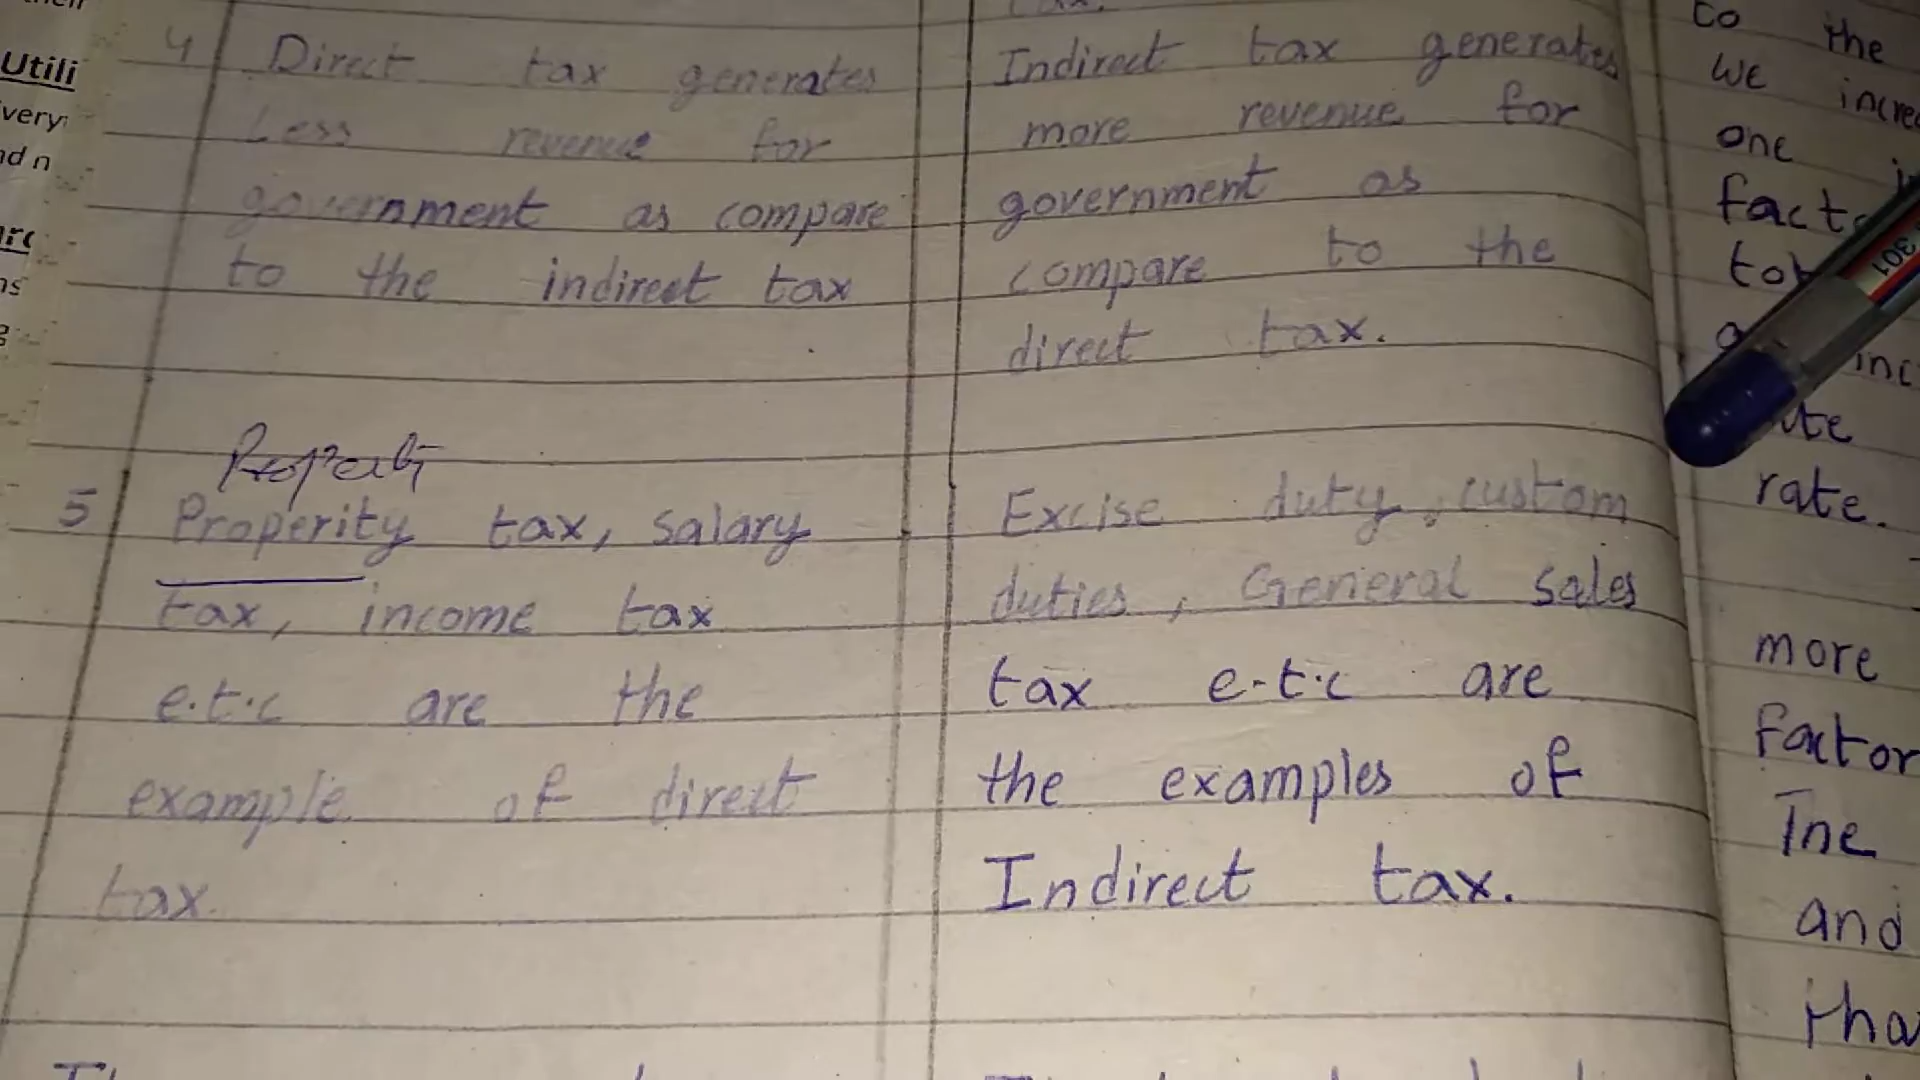 Utili
4 Direct tax generates
Less revenue for
government as compare
to the indirect tax
Indirect tax generates
more revenue for
government as
compare to the
direct tax.
5 Properity tax, salary
tax, income tax
e.t.c are the
example of direct
tax.
Excise duty, custom
duties, General sales
tax e.t.c are
the examples of
Indirect tax.
to the
we
one
rate.
more
factor
The
and
301